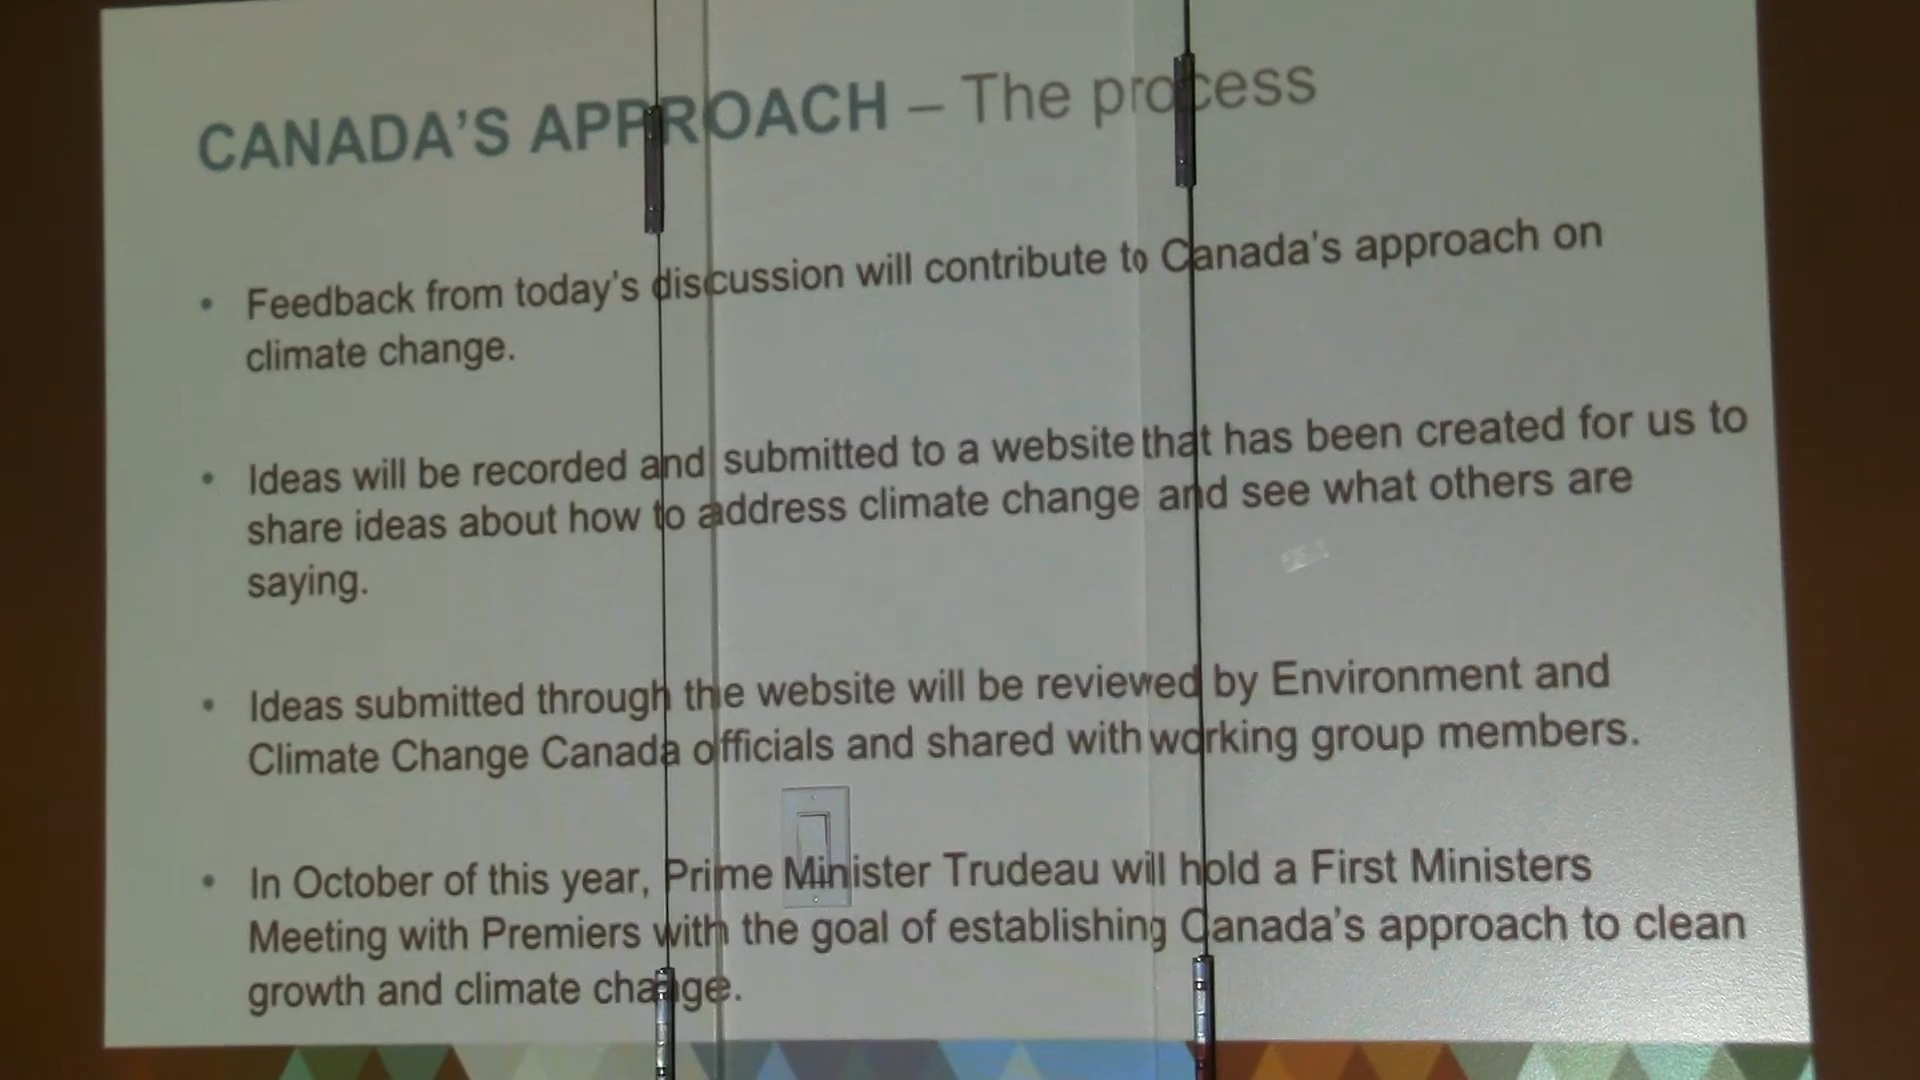 CANADA'S APPROACH – The process
• Feedback from today's discussion will contribute to Canada's approach on
climate change.
• Ideas will be recorded and submitted to a website that has been created for us to
share ideas about how to address climate change and see what others are
saying.
• Ideas submitted through the website will be reviewed by Environment and
Climate Change Canada officials and shared with working group members.
• In October of this year, Prime Minister Trudeau will hold a First Ministers
Meeting with Premiers with the goal of establishing Canada's approach to clean
growth and climate change.